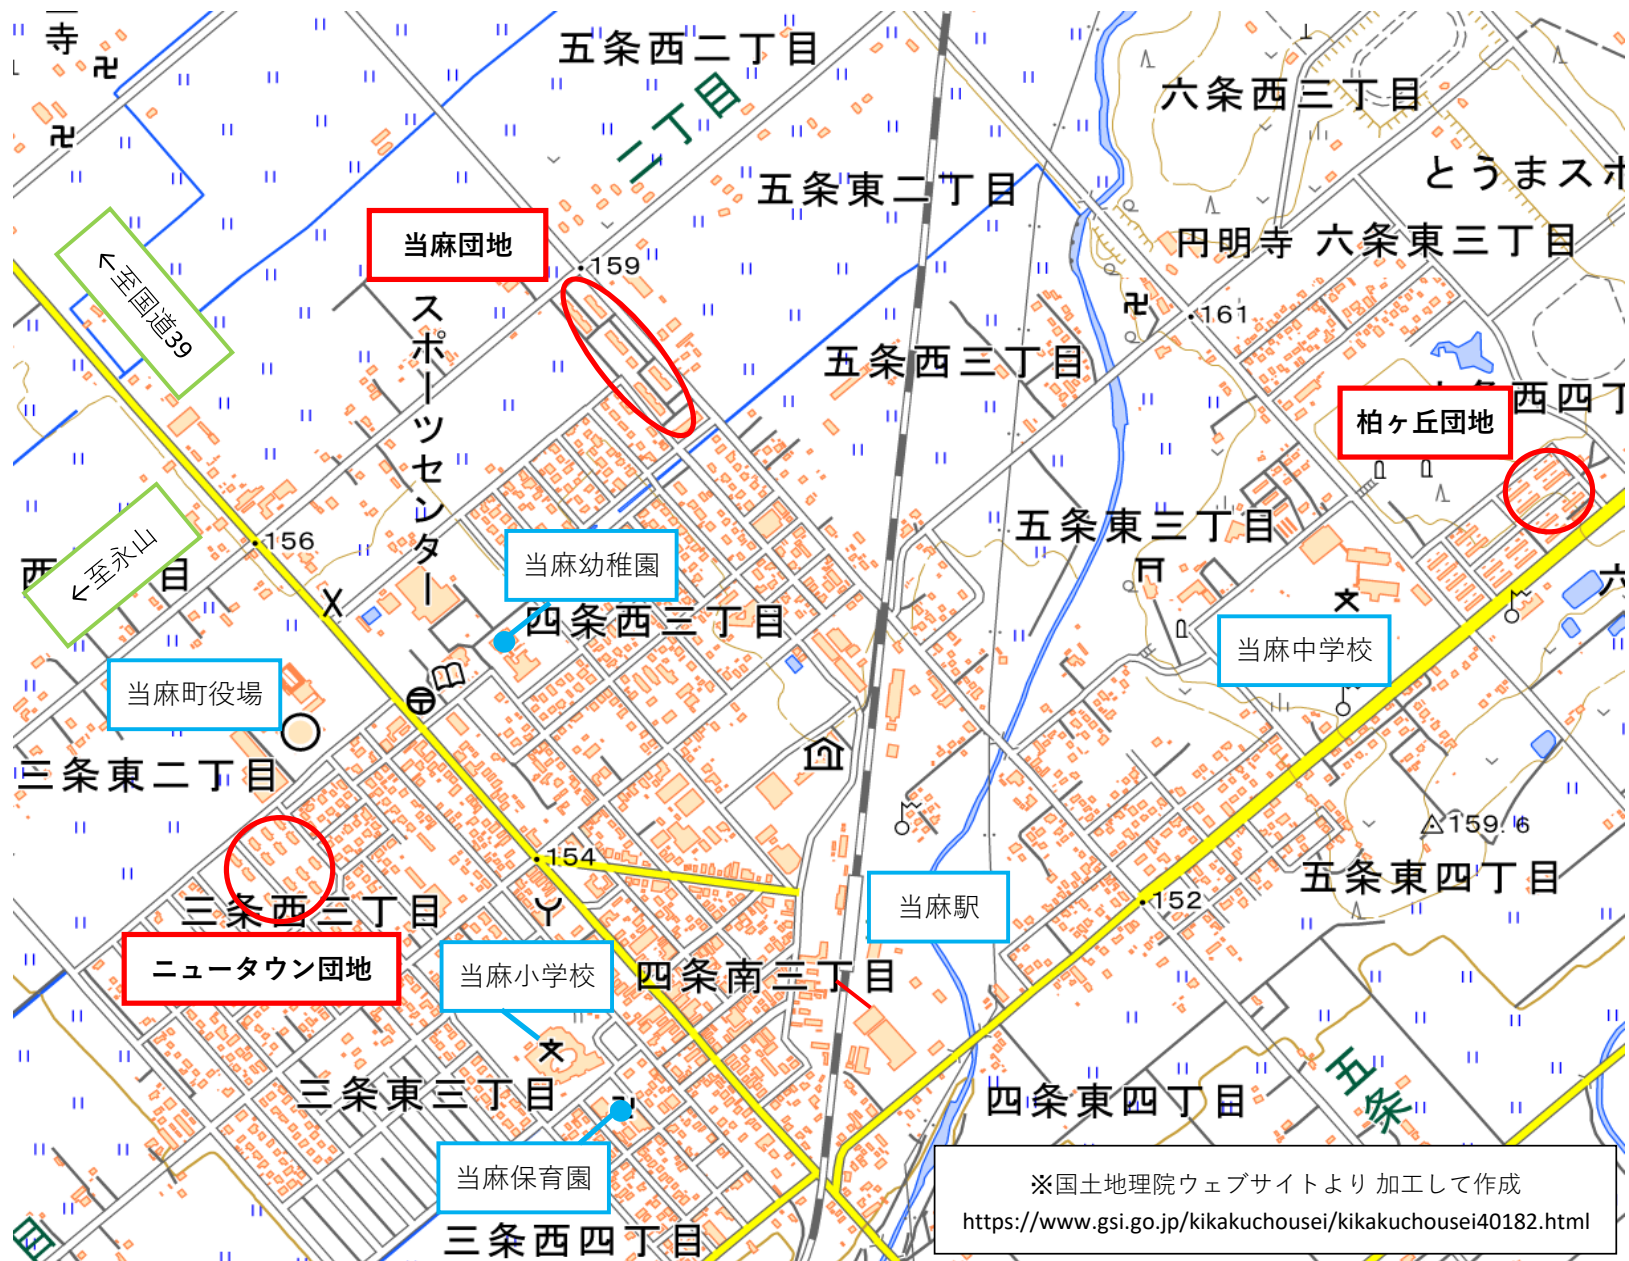 寺
五条西二丁目
二丁目
六条西三丁目
とうまスポ
五条東二丁目
円明寺
六条東三丁目
当麻団地
159
←至国道39
スポーツセンター
161
五条西三丁目
西四丁
柏ヶ丘団地
156
←至永山
西
目
五条東三丁目
当麻幼稚園
四条西三丁目
六
当麻町役場
当麻中学校
三条東二丁目
159.6
154
五条東四丁目
152
当麻駅
三条西三丁目
ニュータウン団地
当麻小学校
四条南三丁目
三条東三丁目
四条東四丁目
五条
当麻保育園
三条西四丁目
目
※国土地理院ウェブサイトより 加工して作成
https://www.gsi.go.jp/kikakuchousei/kikakuchousei40182.html